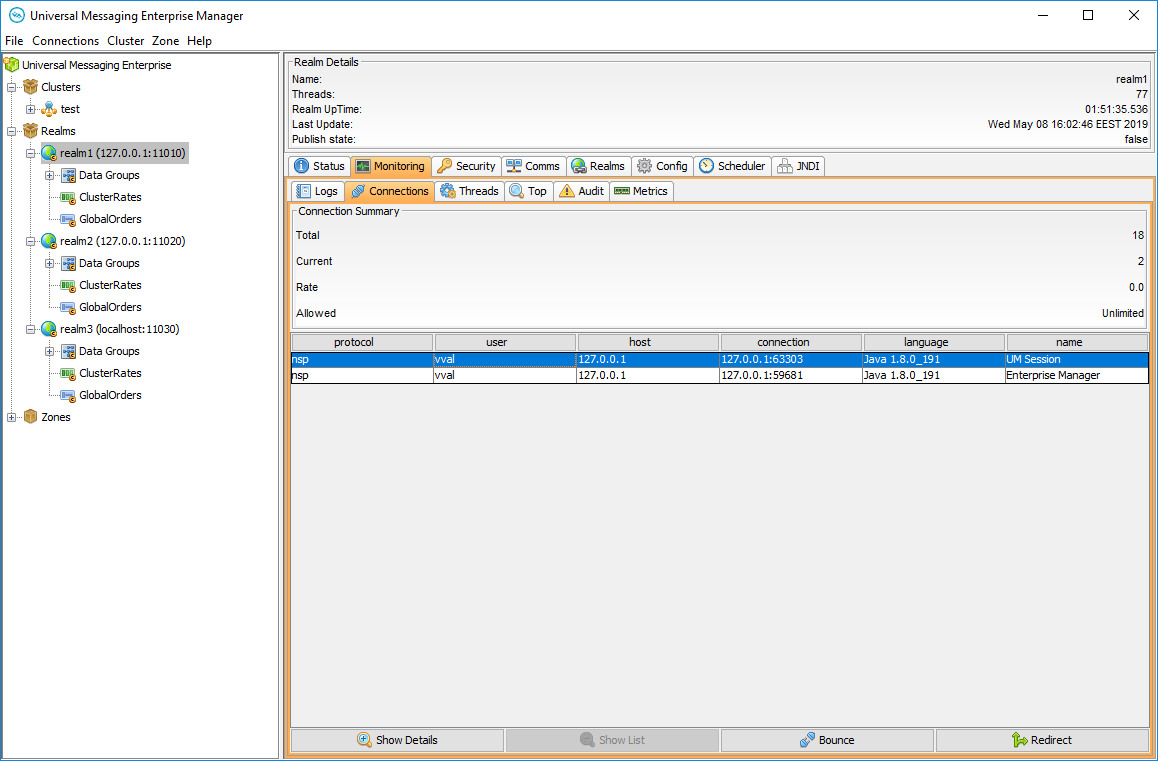 Universal Messaging Enterprise Manager
File Connections Cluster Zone Help
Universal Messaging Enterprise
Clusters
test
Realms
realm1 (127.0.0.1:11010)
Data Groups
ClusterRates
GlobalOrders
realm2 (127.0.0.1:11020)
Data Groups
ClusterRates
GlobalOrders
realm3 (localhost:11030)
Data Groups
ClusterRates
GlobalOrders
Zones
Realm Details
Name: realm1
Threads: 77
Realm UpTime: 01:51:35.536
Last Update: Wed May 08 16:02:46 EEST 2019
Publish state: false
Status Monitoring Security Comms Realms Config Scheduler JNDI
Logs Connections Threads Top Audit Metrics
Connection Summary
Total 18
Current 2
Rate 0.0
Allowed Unlimited
protocol user host connection language name
nsp vval 127.0.0.1 127.0.0.1:63303 Java 1.8.0_191 UM Session
nsp vval 127.0.0.1 127.0.0.1:59681 Java 1.8.0_191 Enterprise Manager
Show Details Show List Bounce Redirect